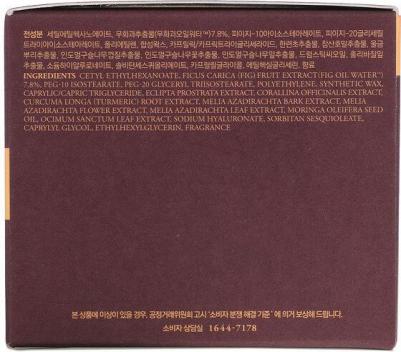 전성분 세틸에틸헥사노에이트, 무화과추출물(무화과오일워터™)7.8%, 피이지-10이소스테아레이트, 피이지-20글리세릴
트라이아이소스테아레이트, 폴리에틸렌, 합성왁스, 카프릴릭/카프릭트라이글리세라이드, 한련초추출물, 참산호말추출물, 울금
뿌리추출물, 인도멀구슬나무껍질추출물, 인도멀구슬나무꽃추출물, 인도멀구슬나무잎추출물, 드럼스틱씨오일, 홀리바질잎
추출물, 소듐하이알루로네이트, 솔비탄세스퀴올리에이트, 카프릴릴글라이콜, 에틸헥실글리세린, 향료
INGREDIENTS CETYL ETHYLHEXANOATE, FICUS CARICA (FIG) FRUIT EXTRACT(FIG OIL WATER™)
7.8%, PEG-10 ISOSTEARATE, PEG-20 GLYCERYL TRIISOSTEARATE, POLYETHYLENE, SYNTHETIC WAX,
CAPRYLIC/CAPRIC TRIGLYCERIDE, ECLIPTA PROSTRATA EXTRACT, CORALLINA OFFICINALIS EXTRACT,
CURCUMA LONGA (TURMERIC) ROOT EXTRACT, MELIA AZADIRACHTA BARK EXTRACT, MELIA
AZADIRACHTA FLOWER EXTRACT, MELIA AZADIRACHTA LEAF EXTRACT, MORINGA OLEIFERA SEED
OIL, OCIMUM SANCTUM LEAF EXTRACT, SODIUM HYALURONATE, SORBITAN SESQUIOLEATE,
CAPRYLYL GLYCOL, ETHYLHEXYLGLYCERIN, FRAGRANCE
본 상품에 이상이 있을 경우, 공정거래위원회 고시 '소비자 분쟁 해결 기준' 에 의거 보상해 드립니다.
소비자 상담실 1644-7178